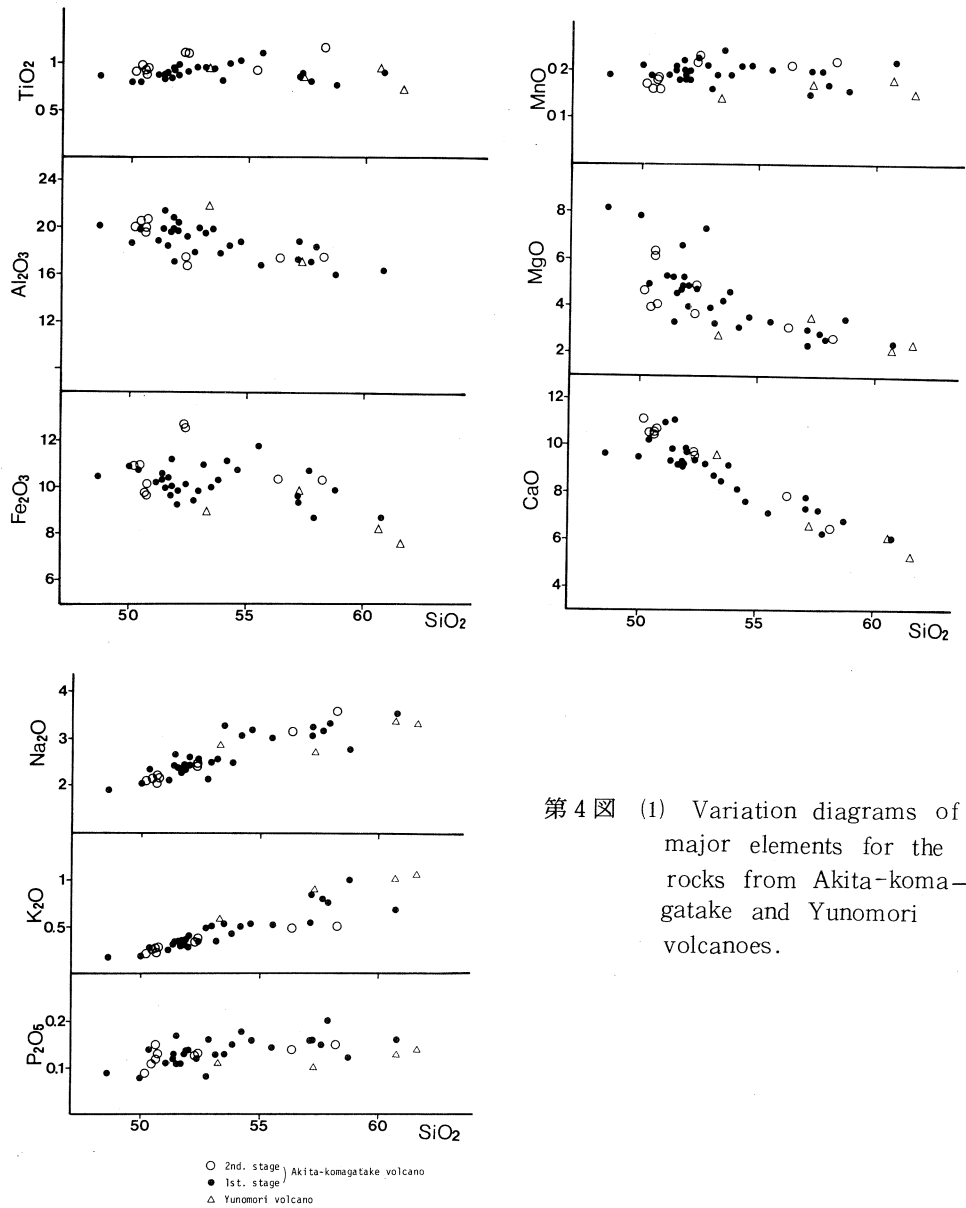 TiO2
1
0 5
Al2O3
24
20
16
12
Fe2O3
12
10
8
6
50
55
60
SiO2
MnO
0 2
0 1
MgO
8
6
4
2
CaO
12
10
8
6
4
50
55
60
SiO2
Na2O
4
3
2
K2O
1
0.5
P2O5
0.2
0.1
50
55
60
SiO2
2nd. stage
1st. stage
) Akita-komagatake volcano
Yunomori volcano
第4図 (1) Variation diagrams of
major elements for the
rocks from Akita-koma-
gatake and Yunomori
volcanoes.